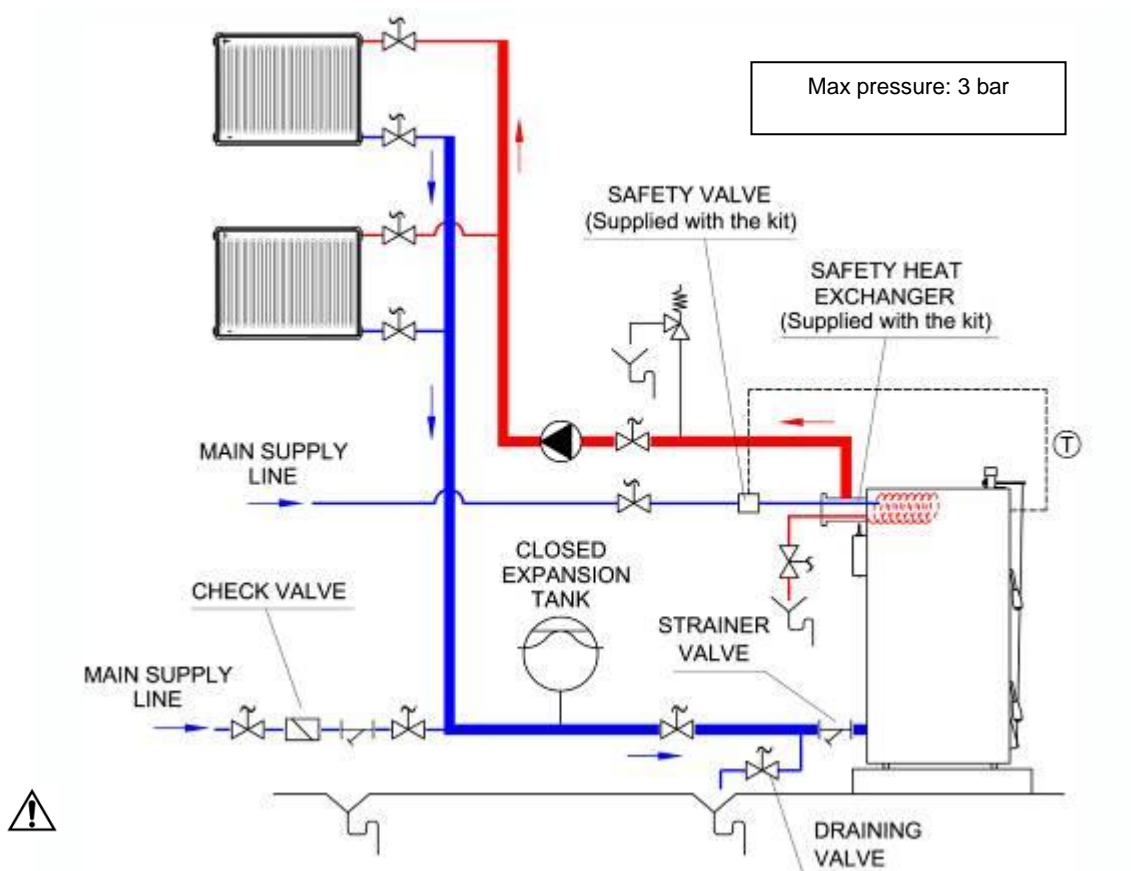 Max pressure: 3 bar
SAFETY VALVE
(Supplied with the kit)
SAFETY HEAT
EXCHANGER
(Supplied with the kit)
T
MAIN SUPPLY
LINE
CLOSED
EXPANSION
TANK
CHECK VALVE
STRAINER
VALVE
MAIN SUPPLY
LINE
DRAINING
VALVE